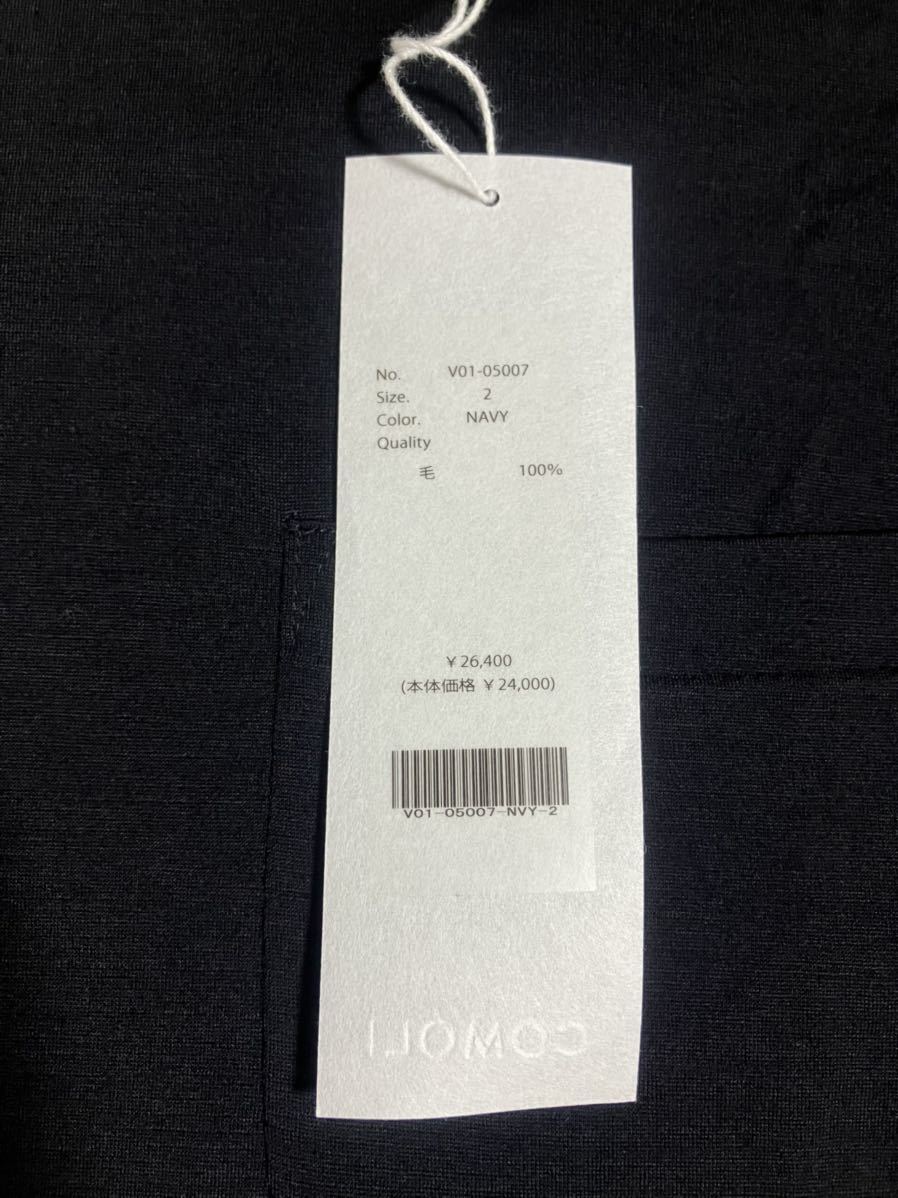 No. V01-05007
Size. 2
Color. NAVY
Quality
毛 100%
¥26,400
(本体価格 ¥24,000)
V01-05007-NVY-2
COMOLI